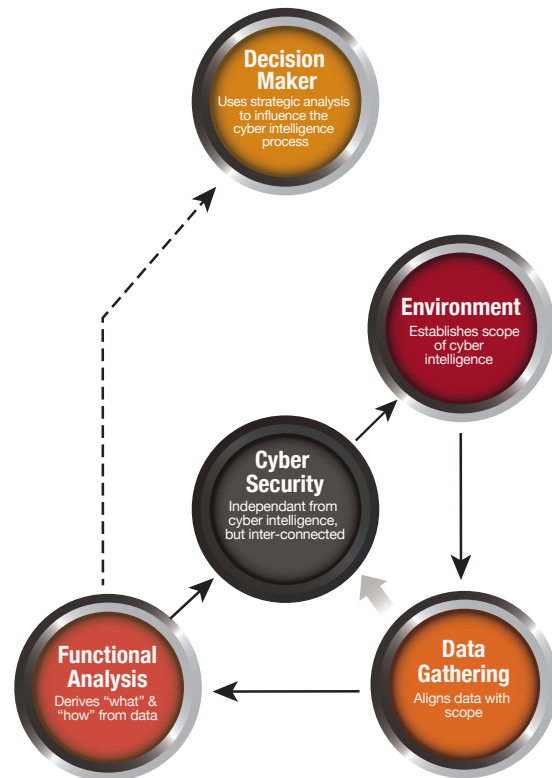 Decision
Maker
Uses strategic analysis
to influence the
cyber intelligence
process
Environment
Establishes scope
of cyber
intelligence
Cyber
Security
Independant from
cyber intelligence,
but inter-connected
Functional
Analysis
Derives “what” &
“how” from data
Data
Gathering
Aligns data with
scope